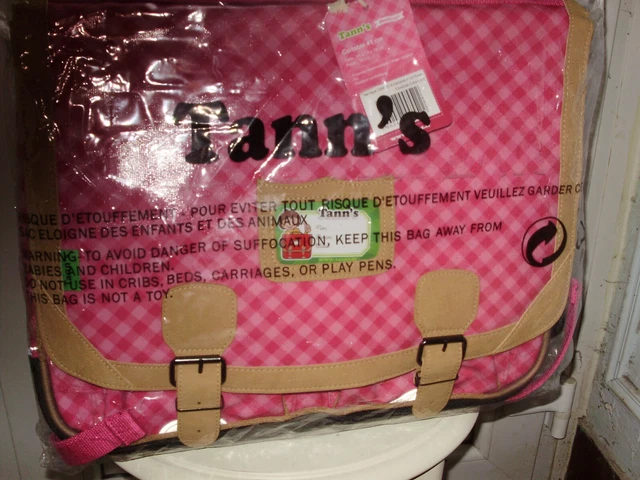 Tann's
Tann's
Tann's
RISQUE D'ETOUFFEMENT - POUR EVITER TOUT RISQUE D'ETOUFFEMENT VEUILLEZ GARDER CE
SAC ELOIGNE DES ENFANTS ET DES ANIMAUX
WARNING- TO AVOID DANGER OF SUFFOCATION, KEEP THIS BAG AWAY FROM
BABIES AND CHILDREN.
DO NOT USE IN CRIBS, BEDS, CARRIAGES, OR PLAY PENS.
THIS BAG IS NOT A TOY.